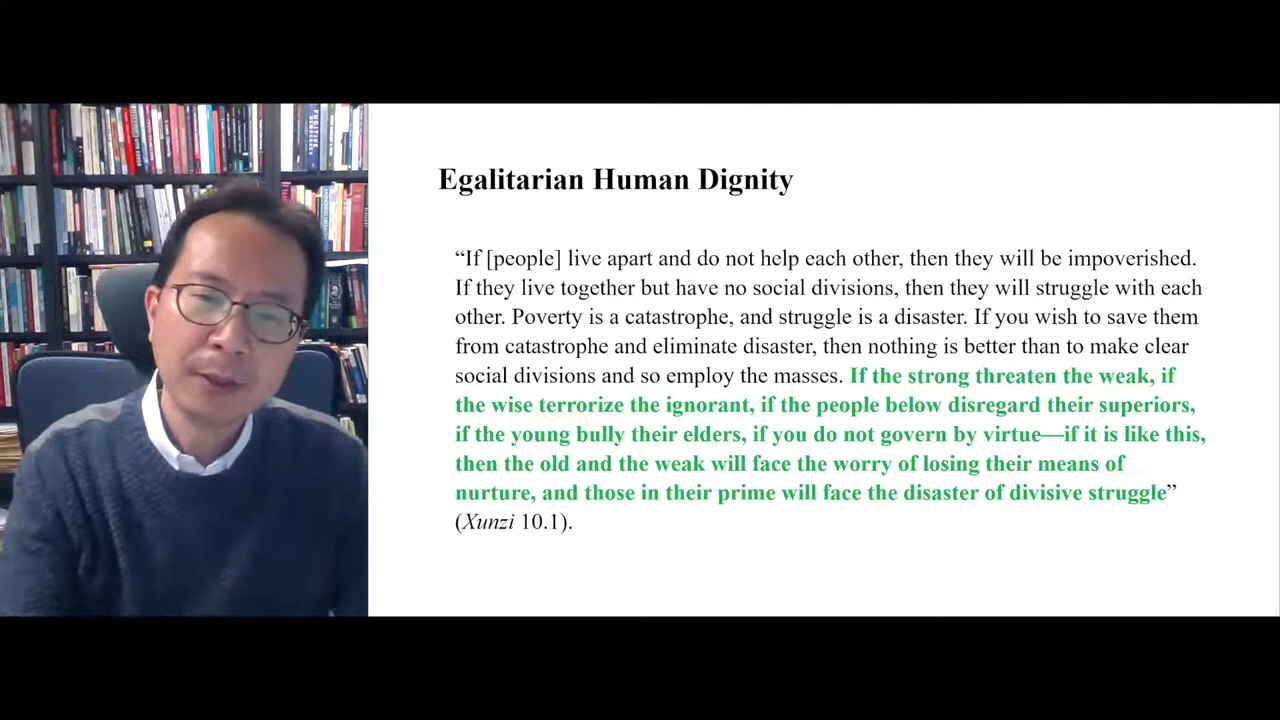 FUGITIVE
DEMOCRACY
Egalitarian Human Dignity
“If [people] live apart and do not help each other, then they will be impoverished.
If they live together but have no social divisions, then they will struggle with each
other. Poverty is a catastrophe, and struggle is a disaster. If you wish to save them
from catastrophe and eliminate disaster, then nothing is better than to make clear
social divisions and so employ the masses. If the strong threaten the weak, if
the wise terrorize the ignorant, if the people below disregard their superiors,
if the young bully their elders, if you do not govern by virtue—if it is like this,
then the old and the weak will face the worry of losing their means of
nurture, and those in their prime will face the disaster of divisive struggle”
(Xunzi 10.1).